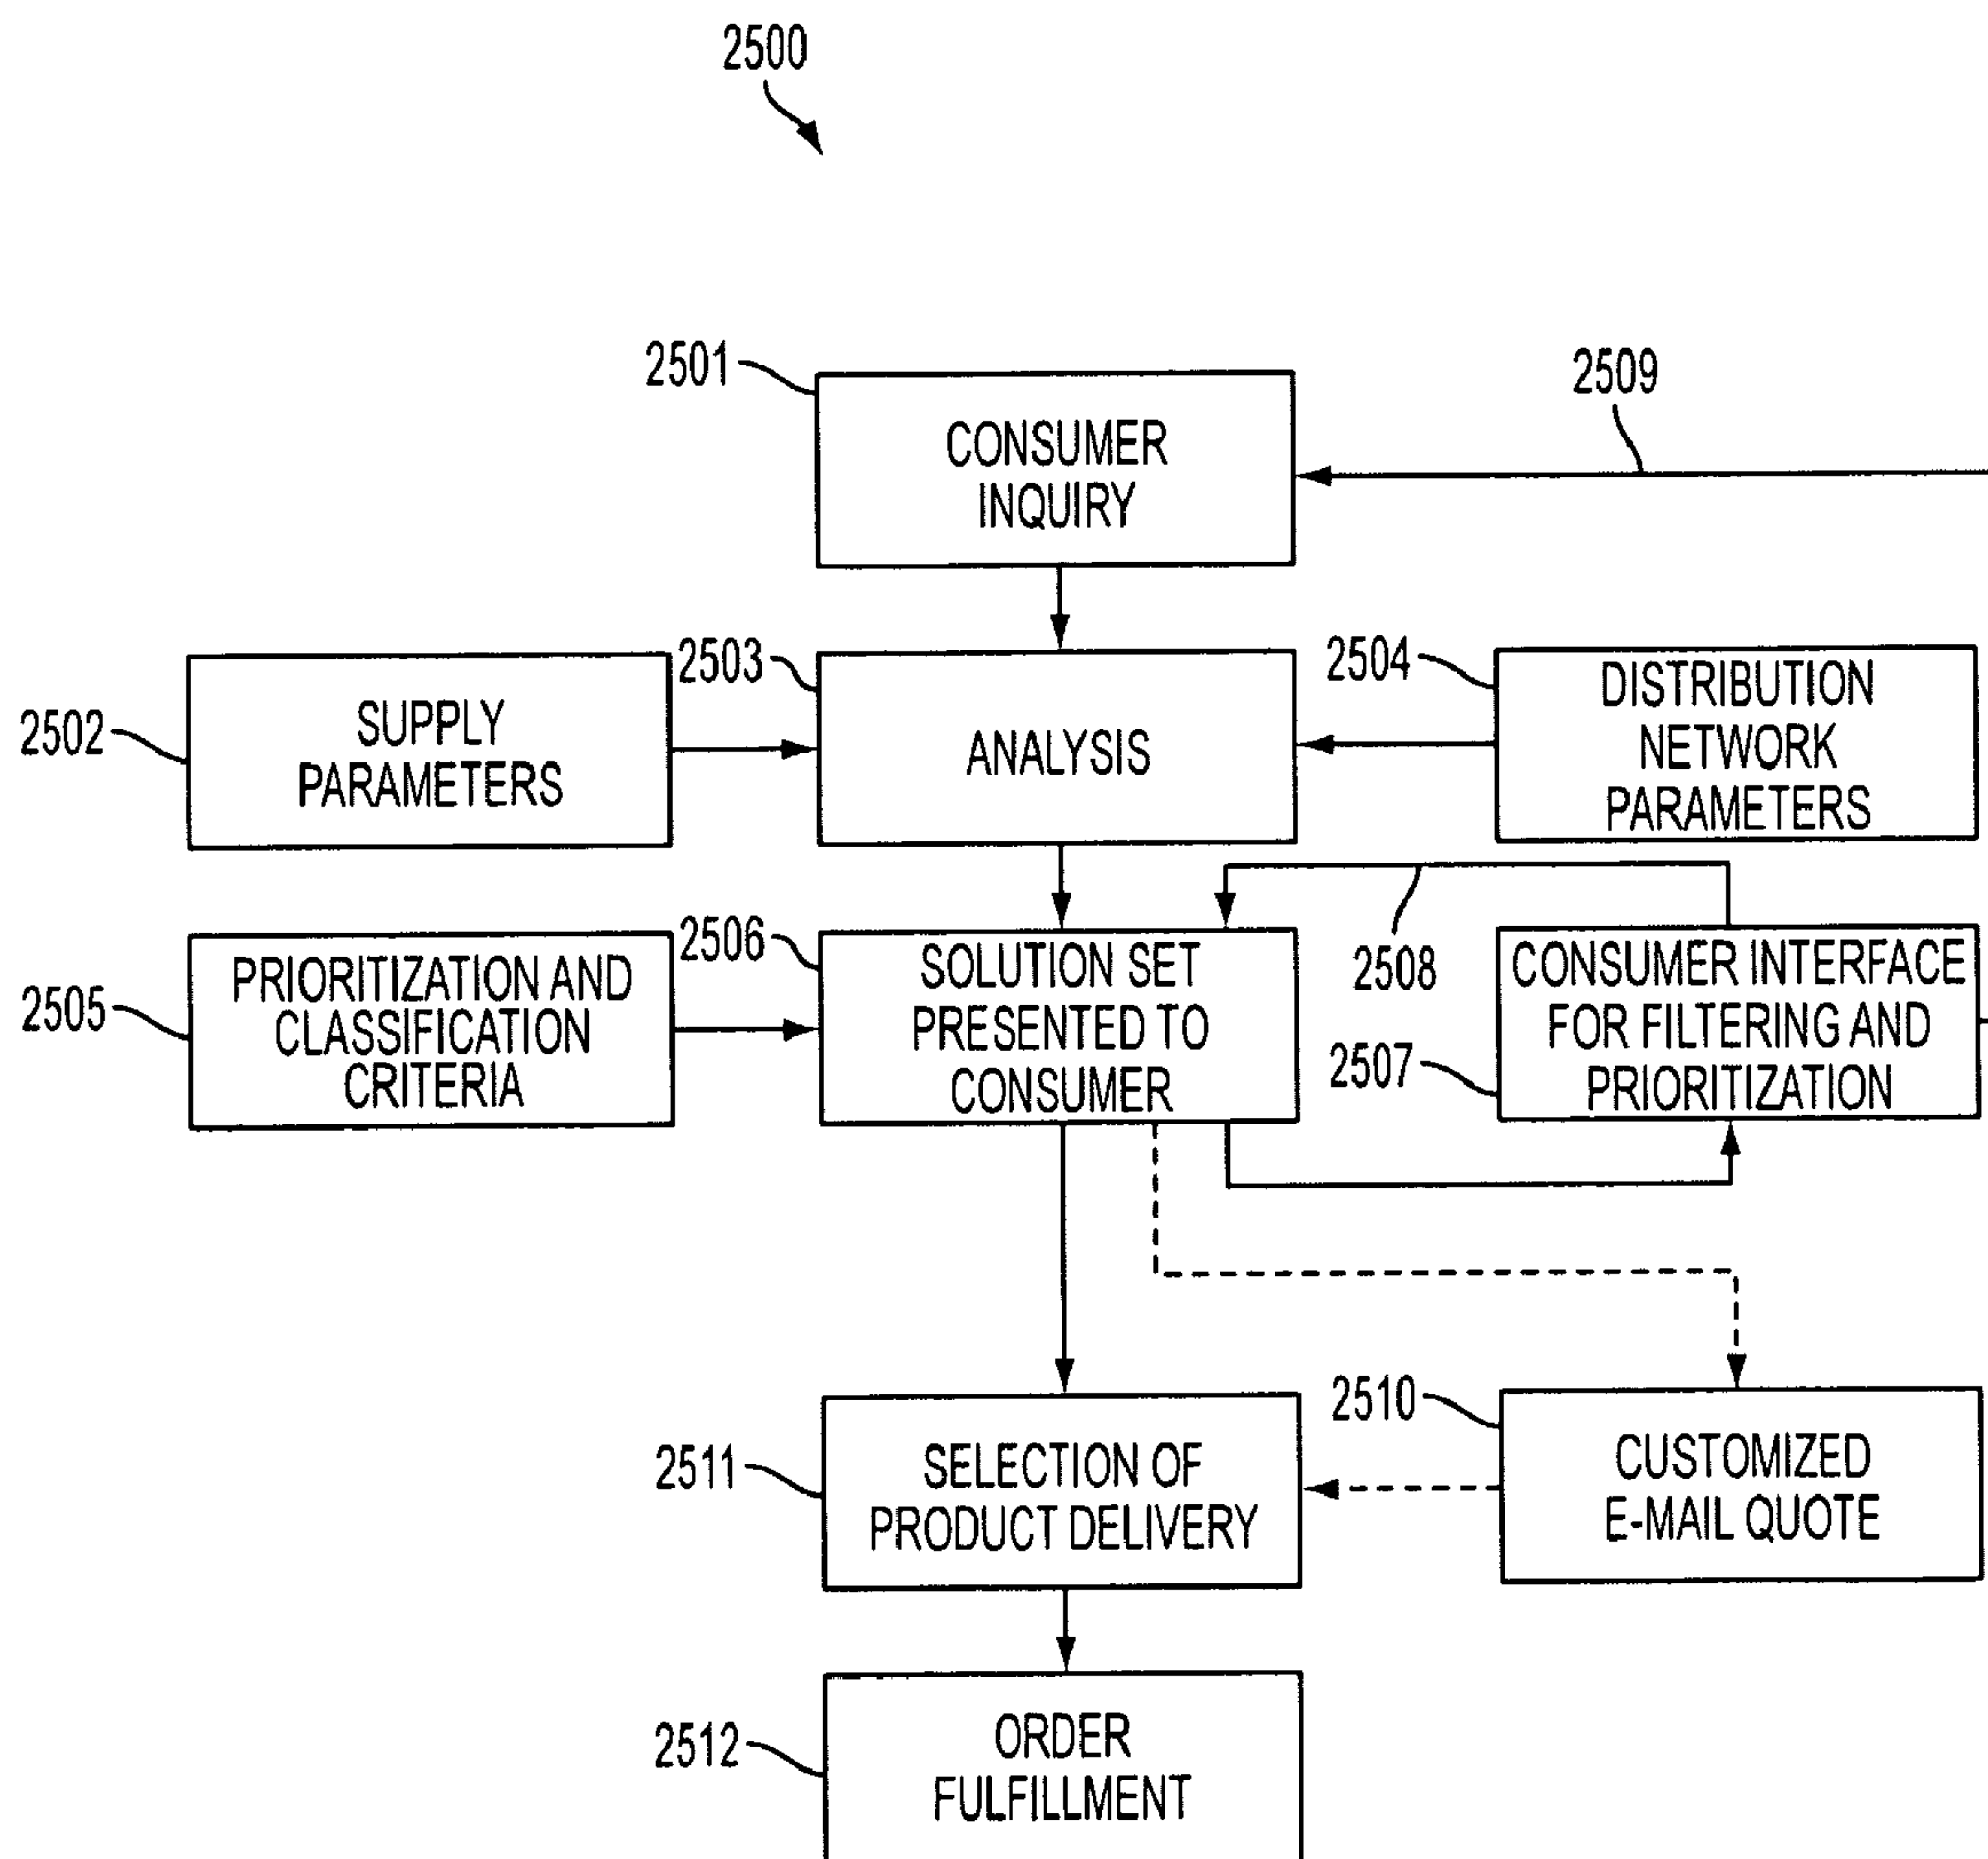 2500
2501
CONSUMER
INQUIRY
2509
2502
SUPPLY
PARAMETERS
2503
ANALYSIS
2504
DISTRIBUTION
NETWORK
PARAMETERS
2505
PRIORITIZATION AND
CLASSIFICATION
CRITERIA
2506
SOLUTION SET
PRESENTED TO
CONSUMER
2508
2507
CONSUMER INTERFACE
FOR FILTERING AND
PRIORITIZATION
2511
SELECTION OF
PRODUCT DELIVERY
2510
CUSTOMIZED
E-MAIL QUOTE
2512
ORDER
FULFILLMENT